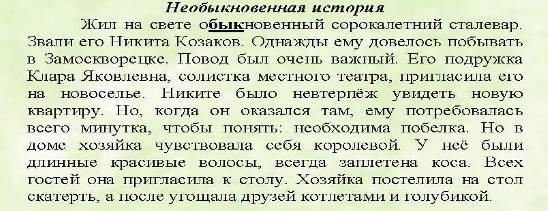 Необыкновенная история
Жил на свете обыкновенный сорокалетний сталевар.
Звали его Никита Козаков. Однажды ему довелось побывать
в Замоскворецке. Повод был очень важный. Его подружка
Клара Яковлевна, солистка местного театра, пригласила его
на новоселье. Никите было невтерпёж увидеть новую
квартиру. Но, когда он оказался там, ему потребовалась
всего минутка, чтобы понять: необходима побелка. Но в
доме хозяйка чувствовала себя королевой. У неё были
длинные красивые волосы, всегда заплетена коса. Всех
гостей она пригласила к столу. Хозяйка постелила на стол
скатерть, а после угощала друзей котлетами и голубикой.